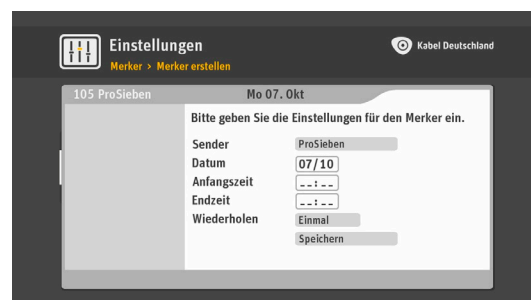 Einstellungen
Merker > Merker erstellen
Kabel Deutschland
105 ProSieben Mo 07. Okt
Bitte geben Sie die Einstellungen für den Merker ein.
Sender ProSieben
Datum 07/10
Anfangszeit --:--
Endzeit --:--
Wiederholen Einmal
Speichern